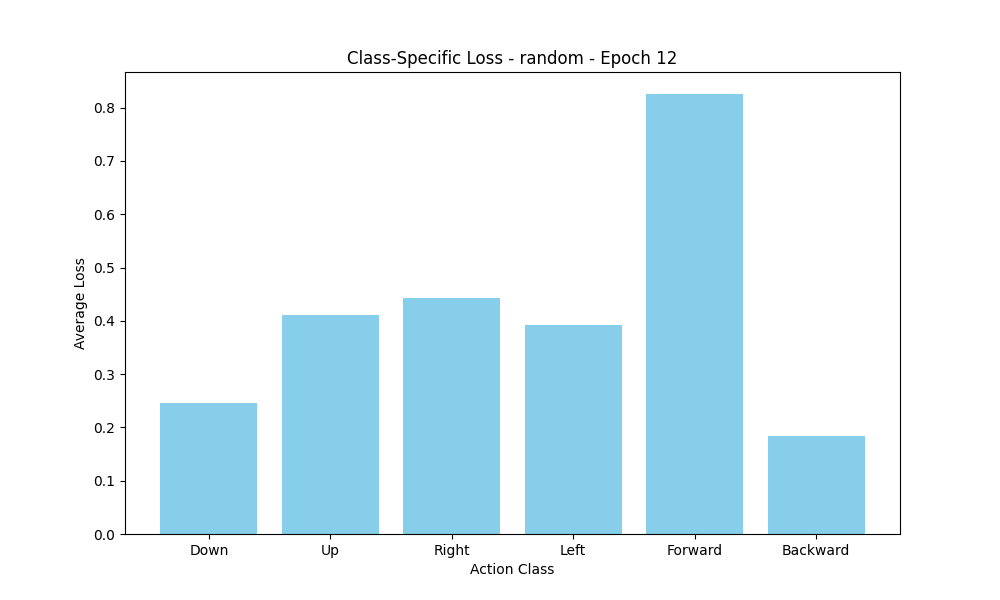 Class-Specific Loss - random - Epoch 12
Average Loss
0.8
0.7
0.6
0.5
0.4
0.3
0.2
0.1
0.0
Down Up Right Left Forward Backward
Action Class